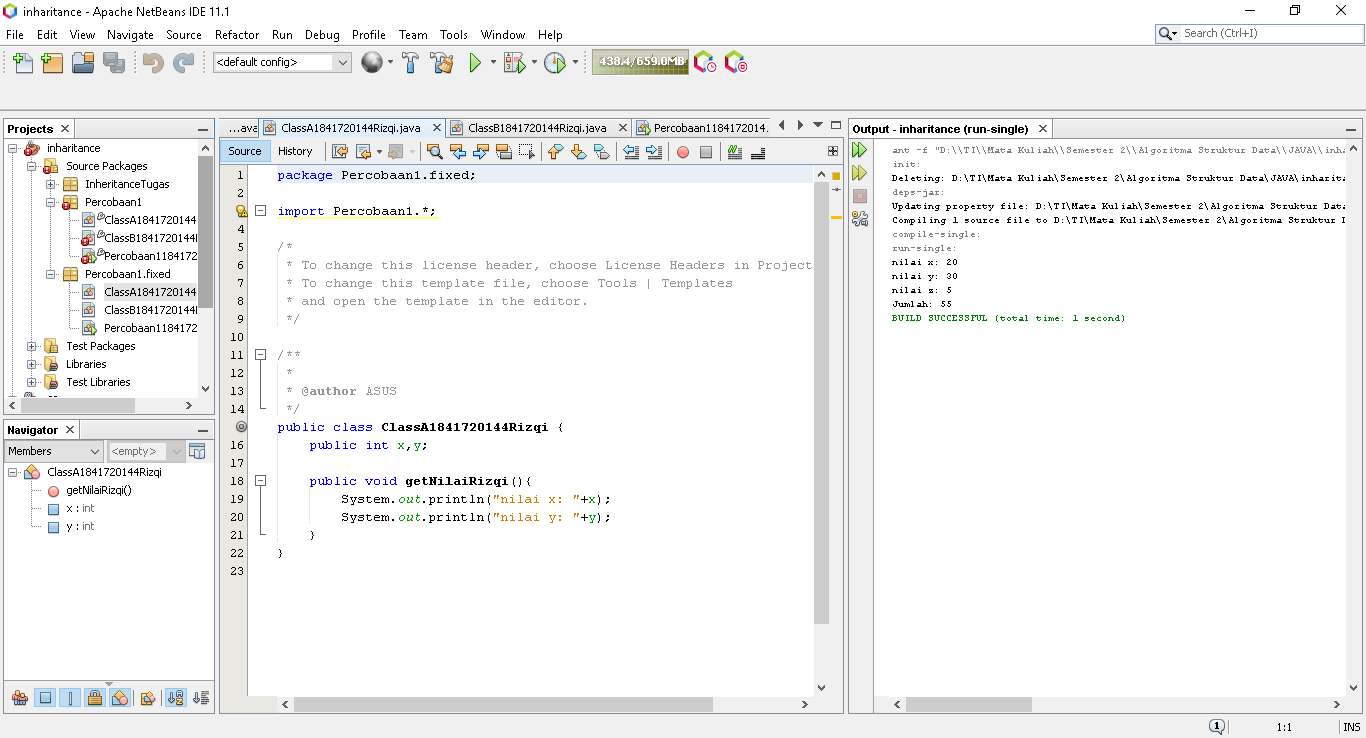 inharitance - Apache NetBeans IDE 11.1
File Edit View Navigate Source Refactor Run Debug Profile Team Tools Window Help
Search (Ctrl+I)
<default config>
438.4/659.0MB
Projects
inharitance
Source Packages
InheritanceTugas
Percobaan1
ClassA184172014
ClassB1841720144
Percobaan1184172
Percobaan1.fixed
ClassA184172014
ClassB1841720144
Percobaan1184172
Test Packages
Libraries
Test Libraries
Navigator
Members
<empty>
ClassA1841720144Rizqi
getNilaiRizqi()
x : int
y : int
...ava
ClassA1841720144Rizqi.java
ClassB1841720144Rizqi.java
Percobaan1184172014.
Source History
1 package Percobaan1.fixed;
2
3 import Percobaan1.*;
4
5 /*
6 * To change this license header, choose License Headers in Project
7 * To change this template file, choose Tools | Templates
8 * and open the template in the editor.
9 */
10
11 /**
12 *
13 * @author ASUS
14 */
public class ClassA1841720144Rizqi {
16 public int x,y;
17
18 public void getNilaiRizqi(){
19 System.out.println("nilai x: "+x);
20 System.out.println("nilai y: "+y);
21 }
22 }
23
Output - inharitance (run-single)
ant -f "D:\\TI\\Mata Kuliah\\Semester 2\\Algoritma Struktur Data\\JAVA\\inha
init:
Deleting: D:\TI\Mata Kuliah\Semester 2\Algoritma Struktur Data\JAVA\inharita
deps-jar:
Updating property file: D:\TI\Mata Kuliah\Semester 2\Algoritma Struktur Data
Compiling 1 source file to D:\TI\Mata Kuliah\Semester 2\Algoritma Struktur D
compile-single:
run-single:
nilai x: 20
nilai y: 30
nilai z: 5
Jumlah: 55
BUILD SUCCESSFUL (total time: 1 second)
1
1:1
INS